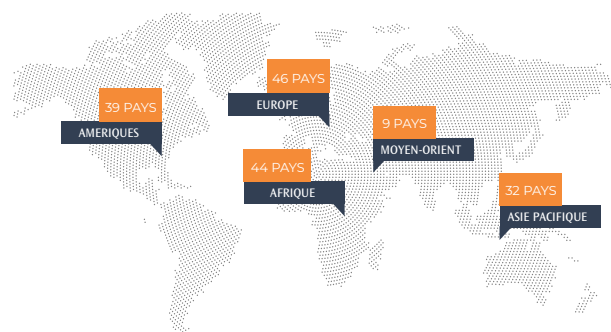 46 PAYS
EUROPE
39 PAYS
AMERIQUES
9 PAYS
MOYEN-ORIENT
44 PAYS
AFRIQUE
32 PAYS
ASIE PACIFIQUE